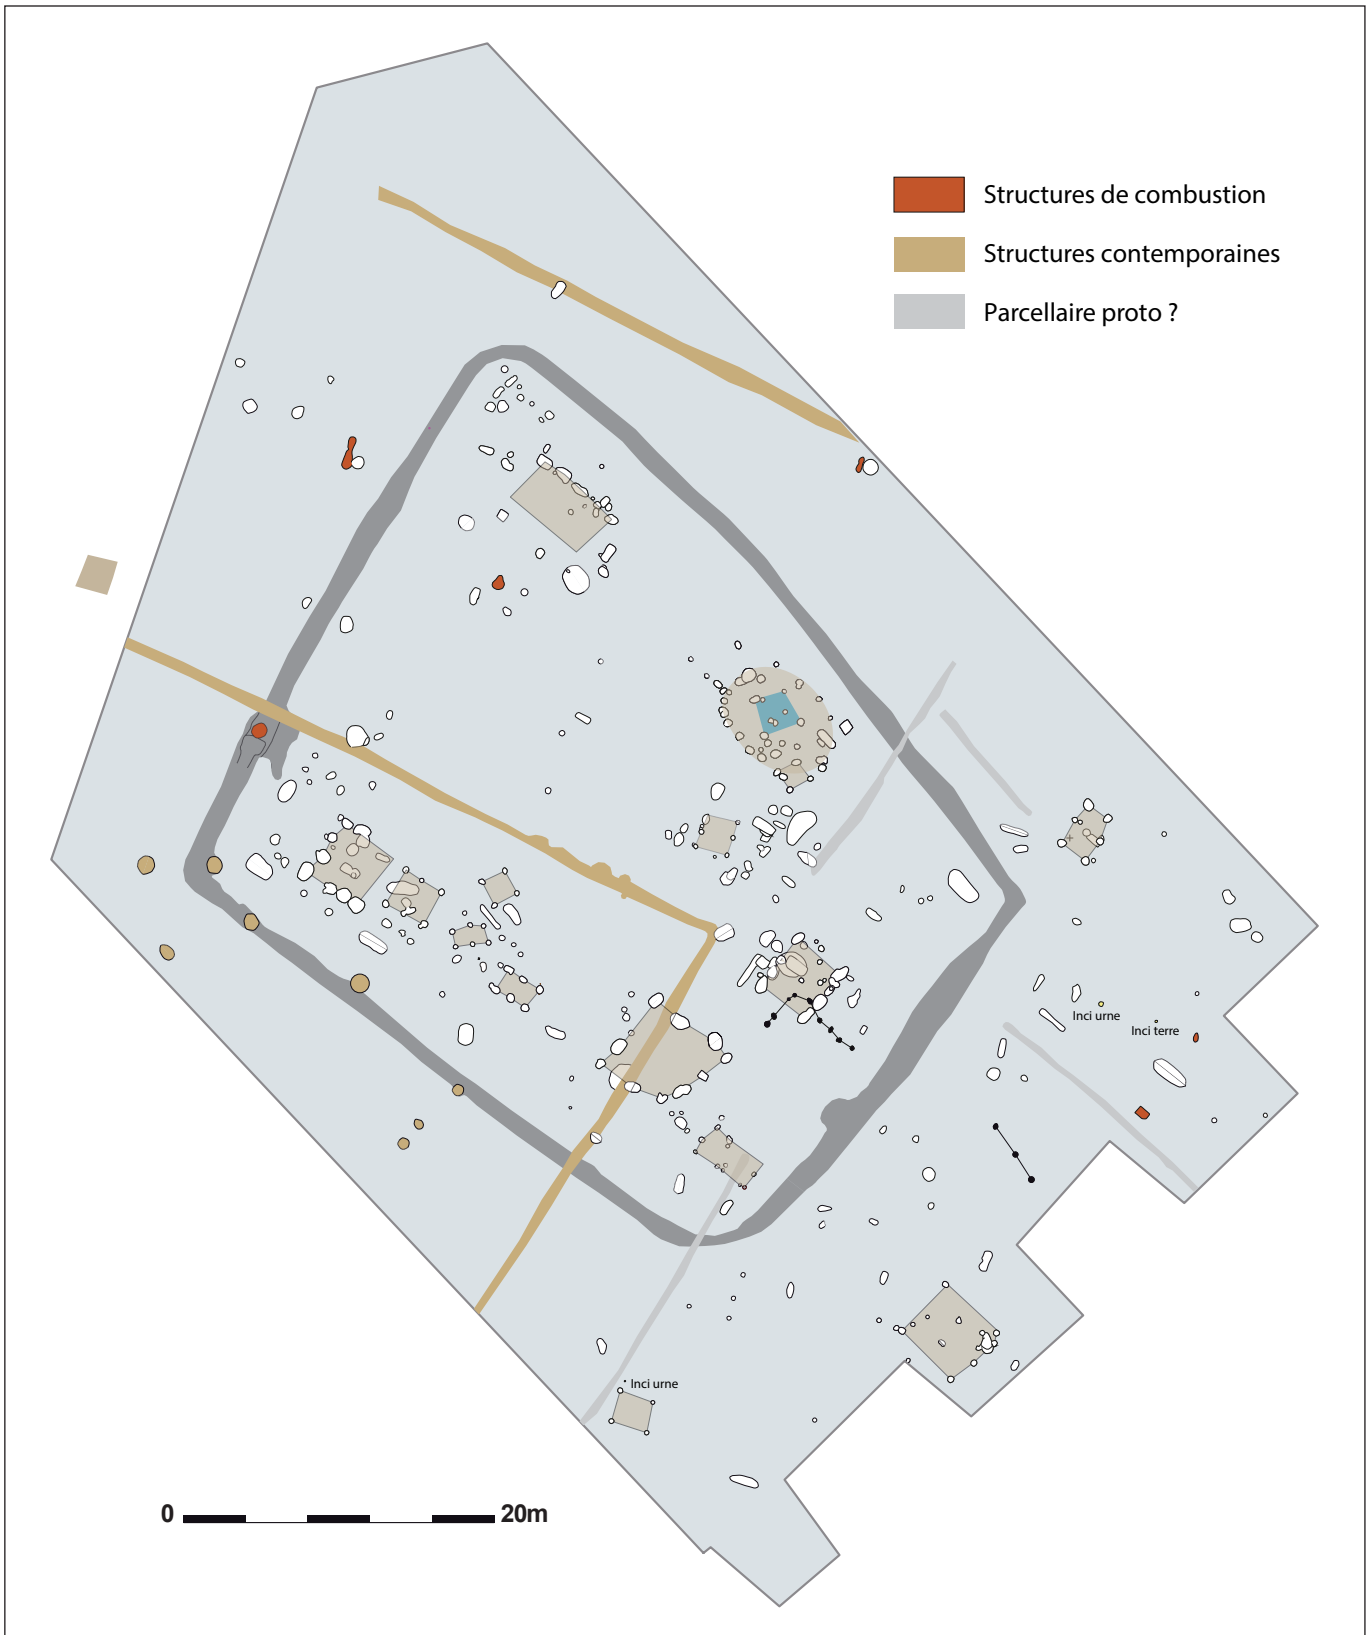 Structures de combustion
Structures contemporaines
Parcellaire proto ?
Inci urne
Inci terre
Inci urne
0 20m